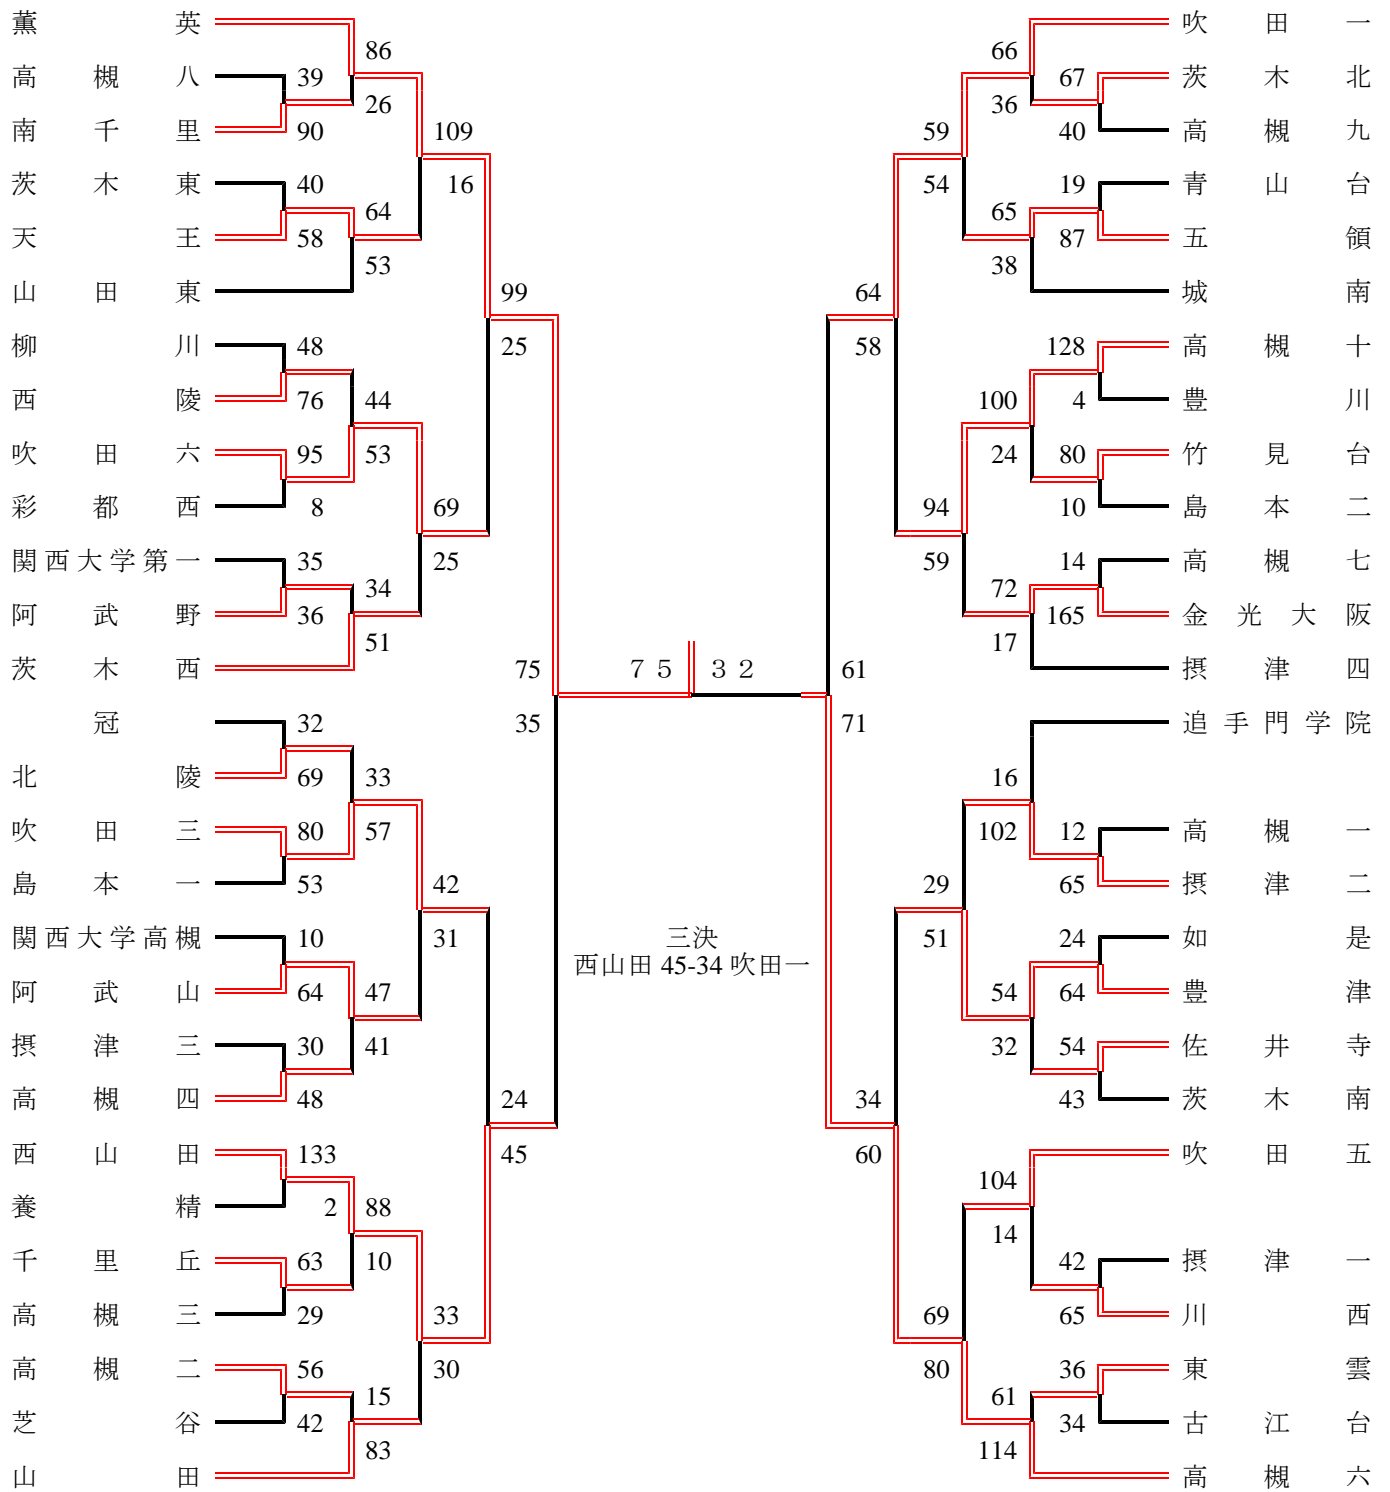 薫英 86 66 吹田一
高槻八 39 67 茨木北
26 36
南千里 90 109 59 40 高槻九
茨木東 40 16 54 19 青山台
64 65
天王 58 87 五領
53 38
山田東 99 64 城南
柳川 48 25 58 128 高槻十
西陵 76 44 100 4 豊川
吹田六 95 53 24 80 竹見台
彩都西 8 69 94 10 島本二
関西大学第一 35 25 59 14 高槻七
34 72
阿武野 36 165 金光大阪
51 17
茨木西 75 75 32 61 摂津四
冠 32 35 71 追手門学院
北陵 69 33 16
吹田三 80 57 102 12 高槻一
島本一 53 42 29 65 摂津二
関西大学高槻 10 31 三決 51 24 如是
西山田 45-34 吹田一
阿武山 64 47 54 64 豊津
摂津三 30 41 32 54 佐井寺
高槻四 48 24 34 43 茨木南
西山田 133 45 60 吹田五
104
養精 2 88 14
千里丘 63 10 42 摂津一
高槻三 29 33 69 65 川西
高槻二 56 30 80 36 東雲
15 61
芝谷 42 34 古江台
83 114
山田 高槻六